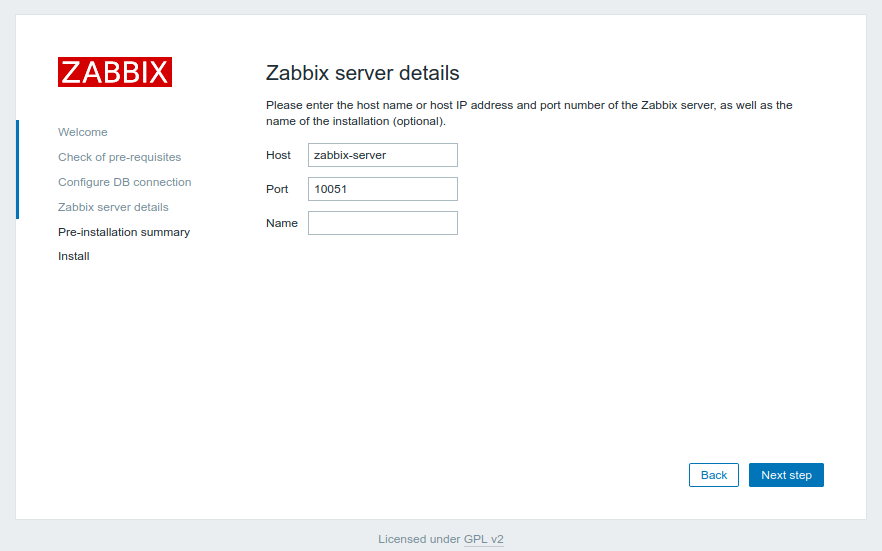 ZABBIX
Welcome
Check of pre-requisites
Configure DB connection
Zabbix server details
Pre-installation summary
Install
Zabbix server details
Please enter the host name or host IP address and port number of the Zabbix server, as well as the
name of the installation (optional).
Host zabbix-server
Port 10051
Name
Back Next step
Licensed under GPL v2